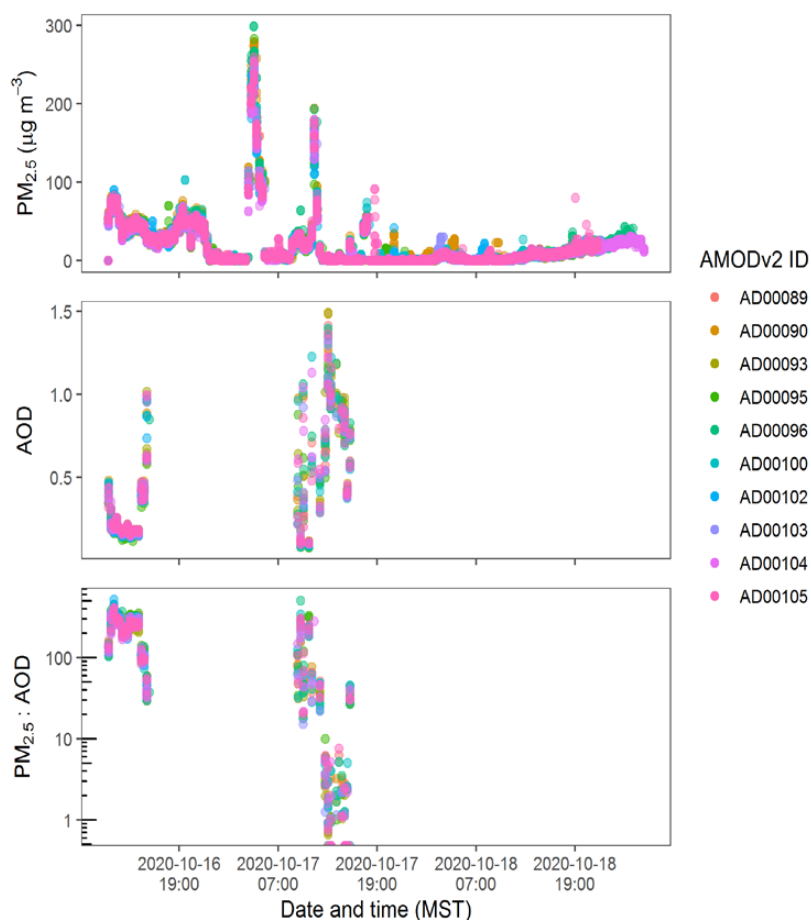 300
200
100
0
PM2.5 (µg m−3)
1.5
1.0
0.5
AOD
100
10
1
PM2.5 : AOD
2020-10-16 2020-10-17 2020-10-17 2020-10-18 2020-10-18
19:00 07:00 19:00 07:00 19:00
Date and time (MST)
AMODv2 ID
AD00089
AD00090
AD00093
AD00095
AD00096
AD00100
AD00102
AD00103
AD00104
AD00105